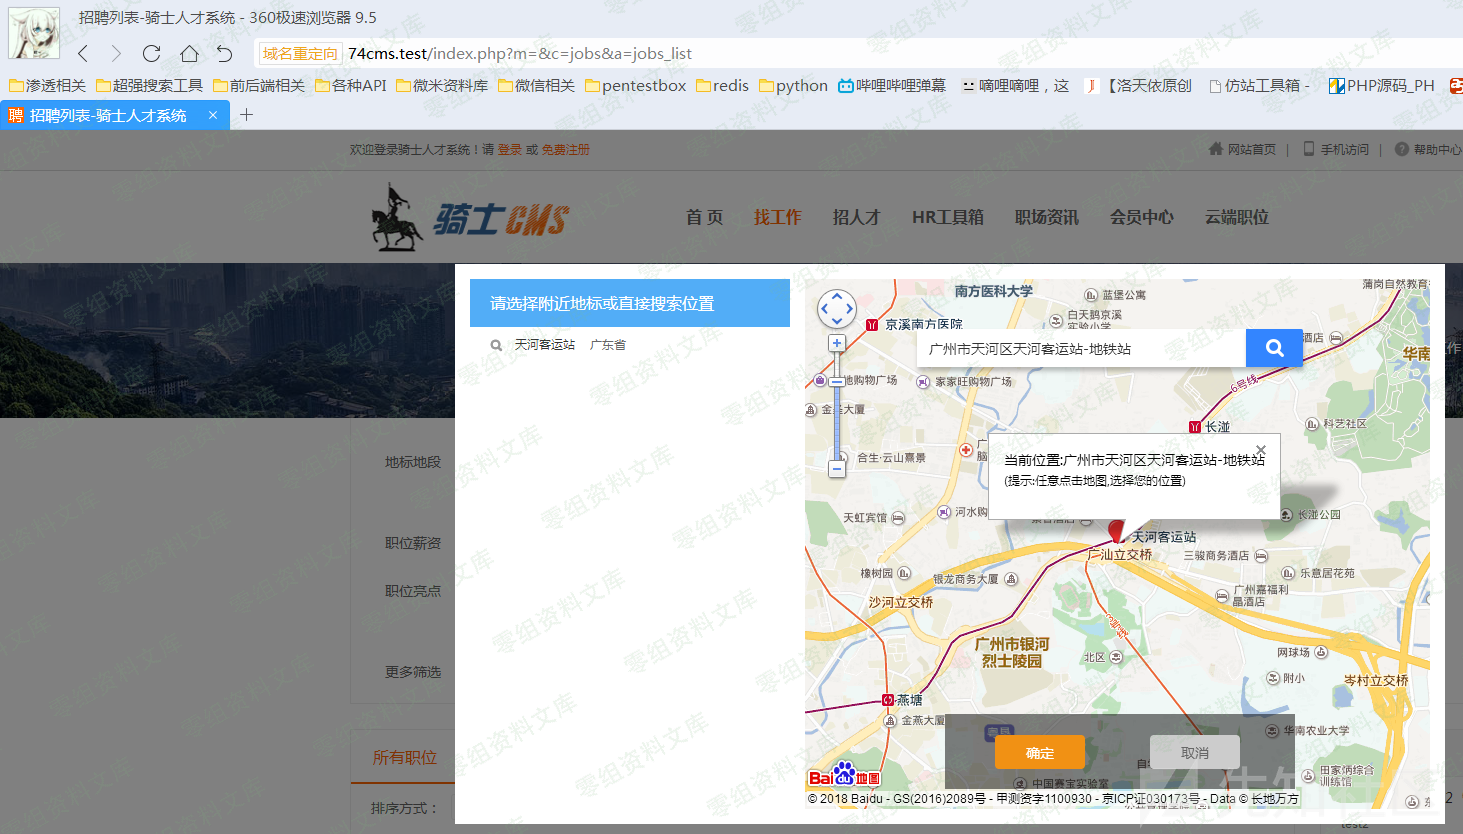 招聘列表-骑士人才系统 - 360极速浏览器 9.5
域名重定向 74cms.test/index.php?m=&c=jobs&a=jobs_list
渗透相关 超强搜索工具 前后端相关 各种API 微米资料库 微信相关 pentestbox redis python 哔哩哔哩弹幕 嘀哩嘀哩，这 【洛天依原创 仿站工具箱 - PHP源码_PH
聘 招聘列表-骑士人才系统 × +
欢迎登录骑士人才系统！请 登录 或 免费注册
网站首页 | 手机访问 | 帮助中心
骑士CMS
首 页 找工作 招人才 HR工具箱 职场资讯 会员中心 云端职位
请选择附近地标或直接搜索位置
天河客运站 广东省
地标地段
职位薪资
职位亮点
更多筛选
所有职位
排序方式：
南方医科大学
蓝堡公寓
蒲岗自然教育
京溪南方医院
白天鹅京溪
实验小学
酒店
广州市天河区天河客运站-地铁站
华南
工作
地购物广场
家家旺购物广场
6号线
金
大厦
长湴
科艺社区
合生·云山熹景
广
脑
当前位置:广州市天河区天河客运站-地铁站
(提示:任意点击地图,选择您的位置)
天虹宾馆
河水购
长湴公园
天河客运站
广汕立交桥
三骏商务酒店
橡树园
银龙商务大厦
乐意居花苑
沙河立交桥
广州嘉福利
晶酒店
广州市银河
烈士陵园
北区
3号线
网球场
附小
岑村立交桥
燕塘
金燕大厦
粤高
华南农业大学
确定 取消
Baidu地图
中国赛宝实验室
田家炳综合
训练馆
© 2018 Baidu - GS(2016)2089号 - 甲测资字1100930 - 京ICP证030173号 - Data © 长地万方
test2
零组资料文库